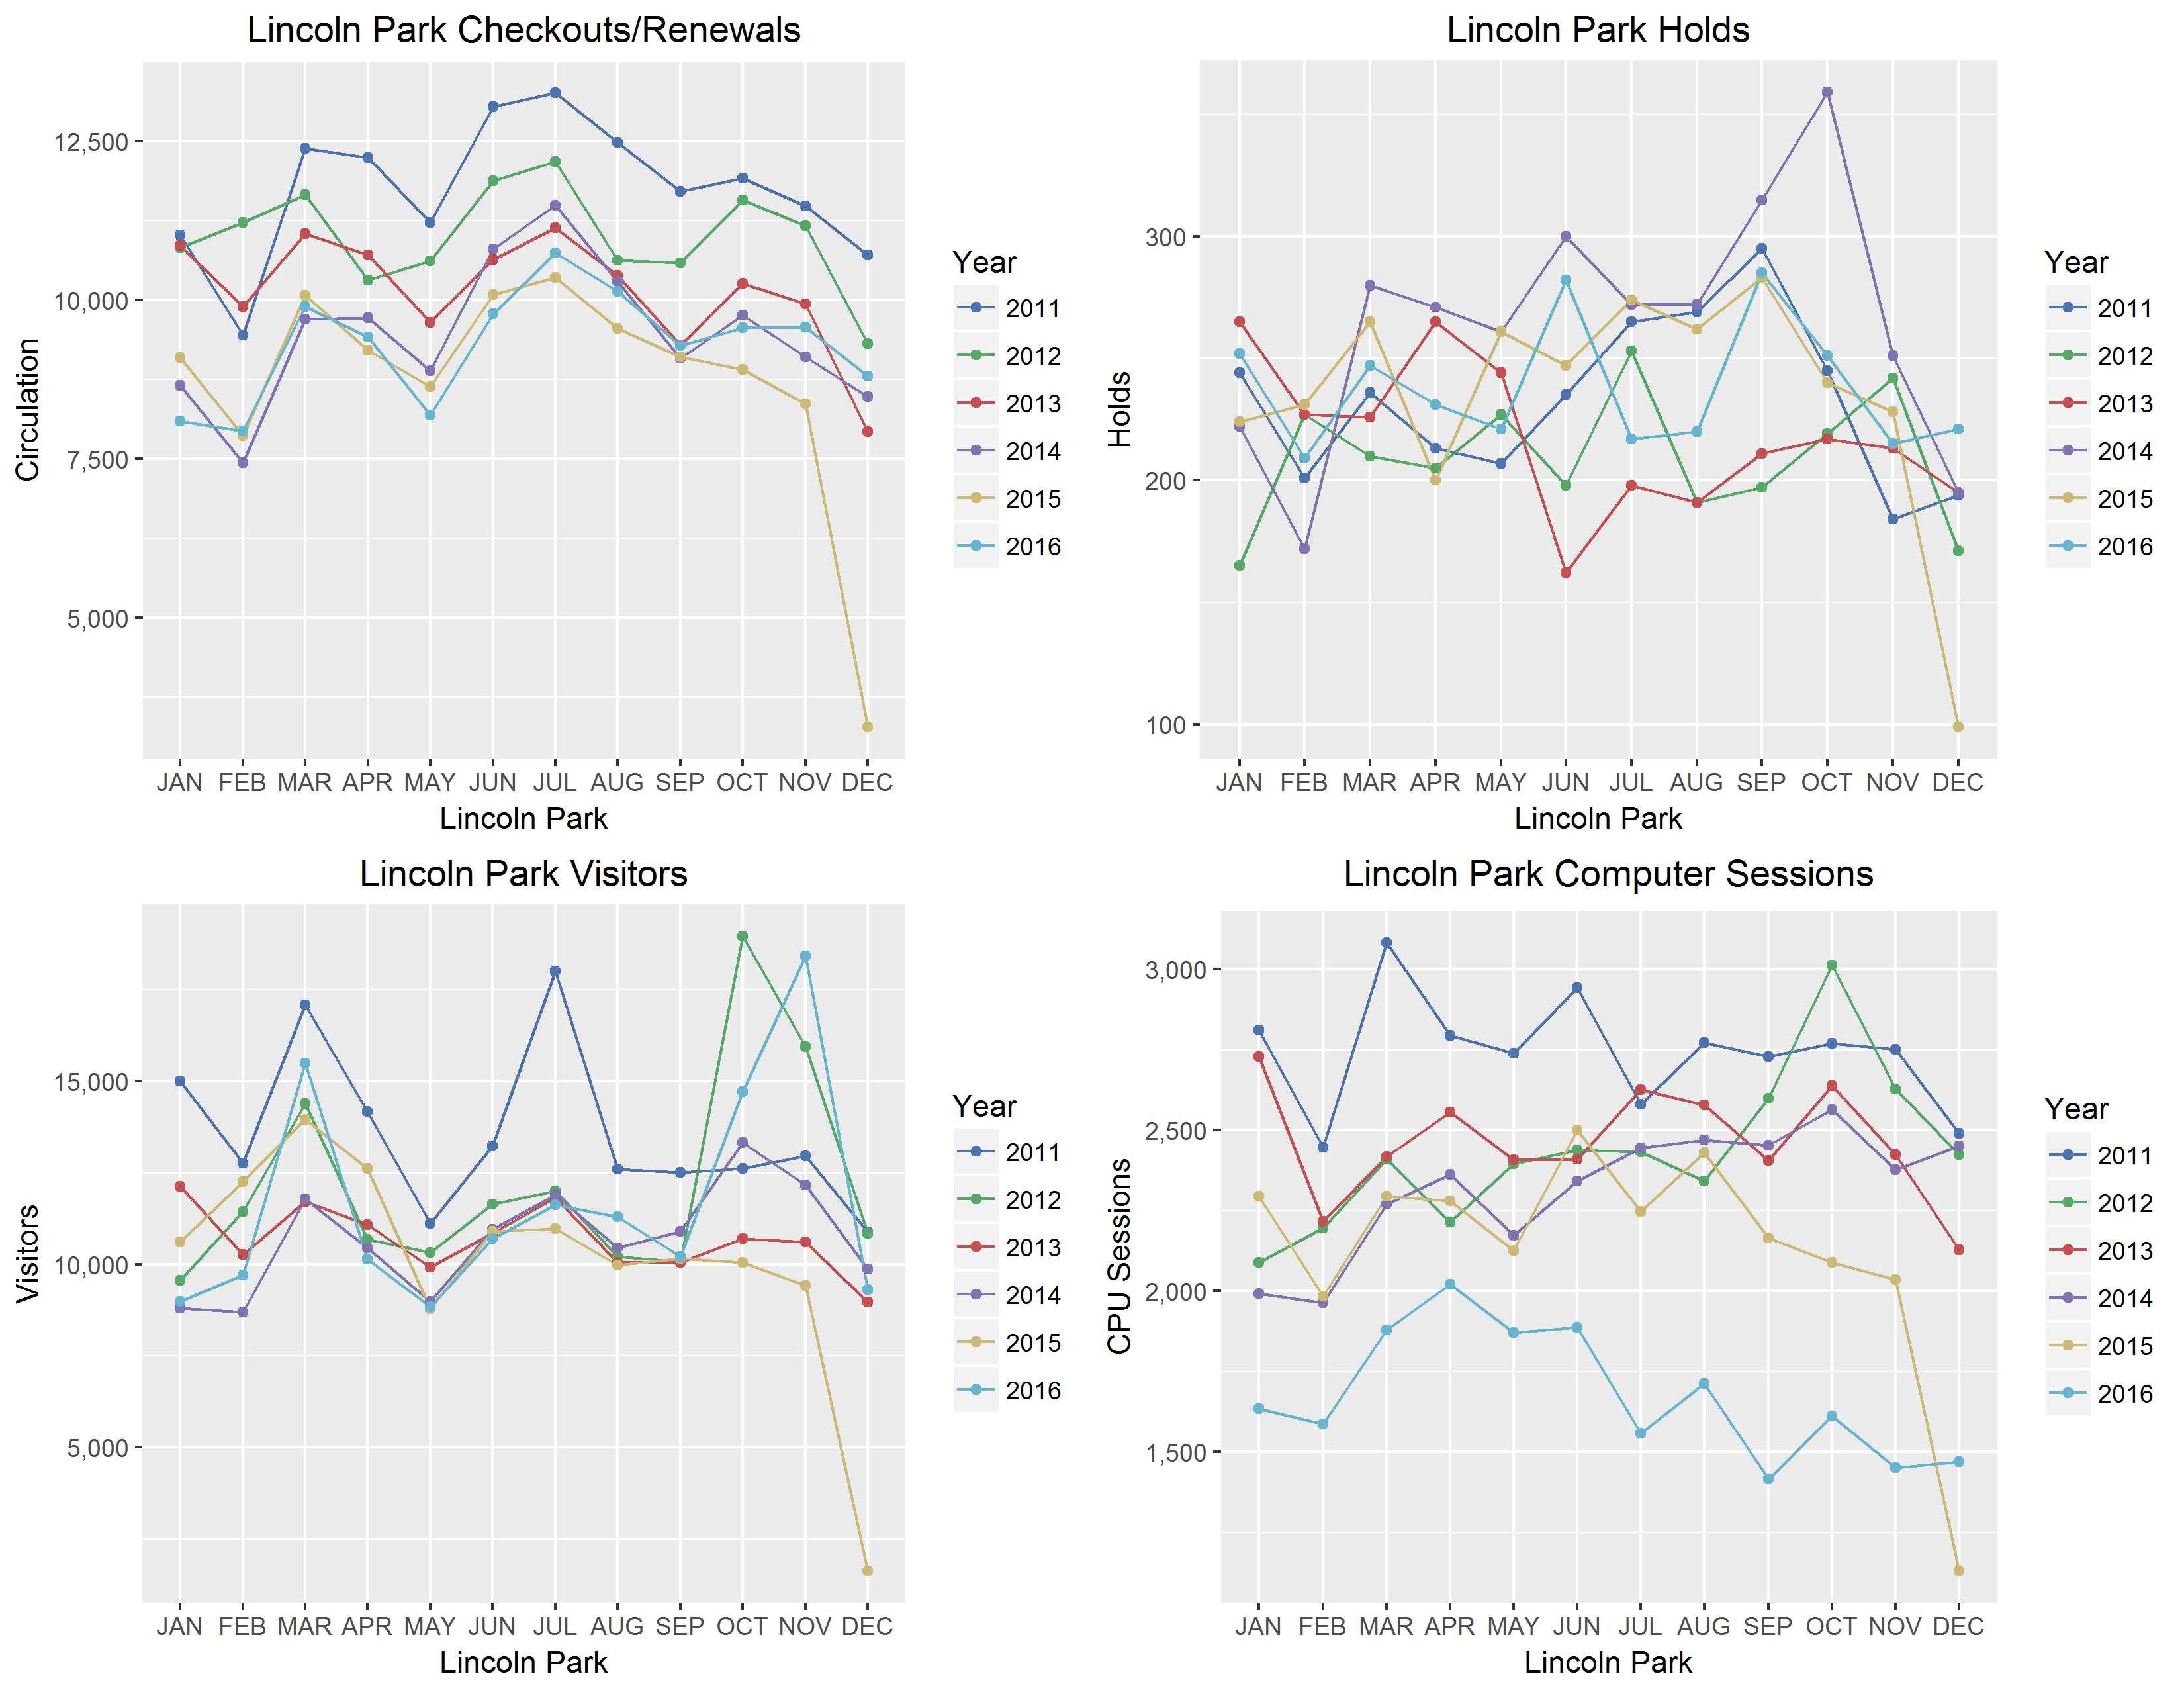 Lincoln Park Checkouts/Renewals
Circulation
12,500
10,000
7,500
5,000
JAN FEB MAR APR MAY JUN JUL AUG SEP OCT NOV DEC
Lincoln Park
Year
2011
2012
2013
2014
2015
2016
Lincoln Park Holds
Holds
300
200
100
JAN FEB MAR APR MAY JUN JUL AUG SEP OCT NOV DEC
Lincoln Park
Year
2011
2012
2013
2014
2015
2016
Lincoln Park Visitors
Visitors
15,000
10,000
5,000
JAN FEB MAR APR MAY JUN JUL AUG SEP OCT NOV DEC
Lincoln Park
Year
2011
2012
2013
2014
2015
2016
Lincoln Park Computer Sessions
CPU Sessions
3,000
2,500
2,000
1,500
JAN FEB MAR APR MAY JUN JUL AUG SEP OCT NOV DEC
Lincoln Park
Year
2011
2012
2013
2014
2015
2016